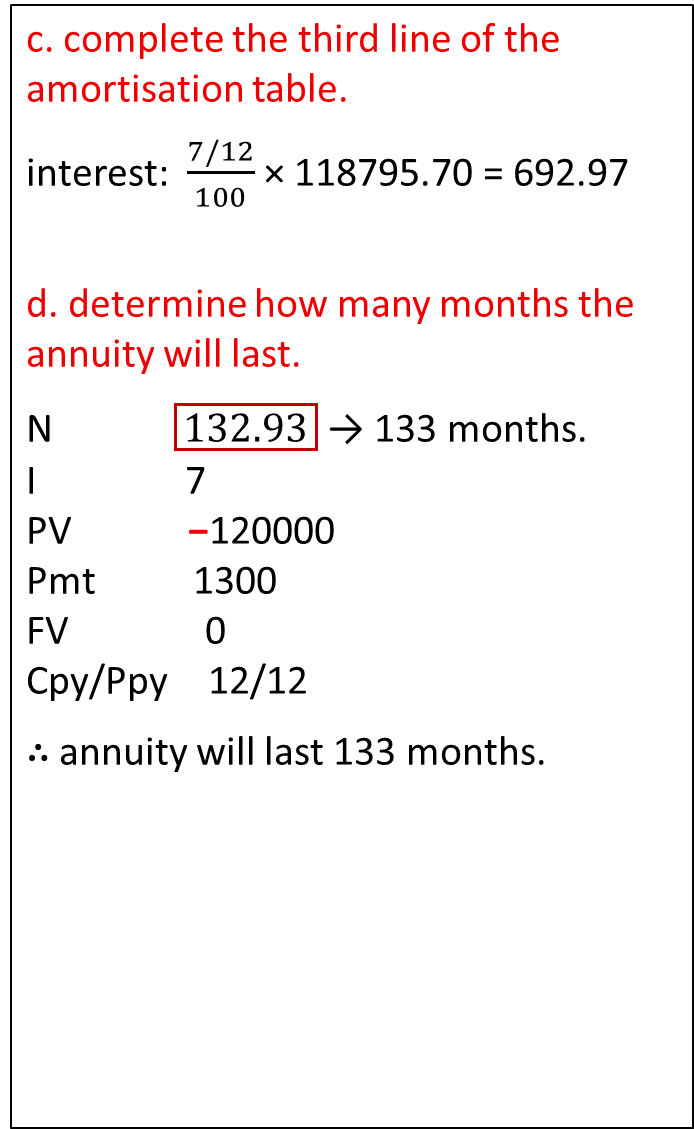 c. complete the third line of the
amortisation table.
interest: 7/12/100 × 118795.70 = 692.97
d. determine how many months the
annuity will last.
N 132.93 → 133 months.
I 7
PV −120000
Pmt 1300
FV 0
Cpy/Ppy 12/12
∴ annuity will last 133 months.